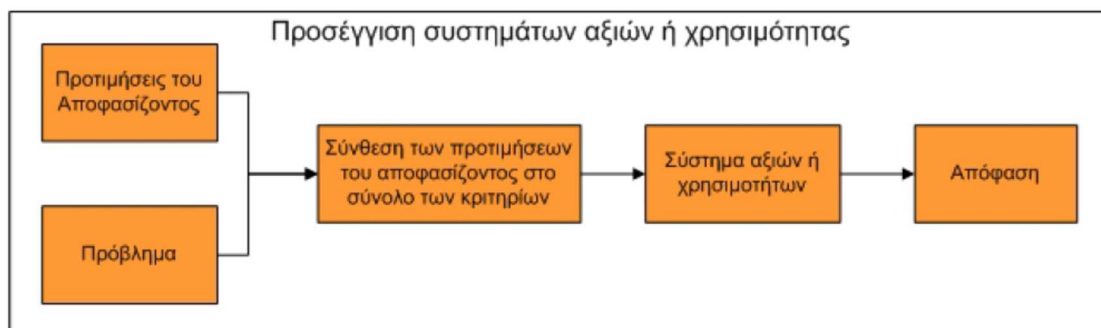 Προσέγγιση συστημάτων αξιών ή χρησιμότητας
Προτιμήσεις του
Αποφασίζοντος
Πρόβλημα
Σύνθεση των προτιμήσεων
του αποφασίζοντος στο
σύνολο των κριτηρίων
Σύστημα αξιών ή
χρησιμοτήτων
Απόφαση